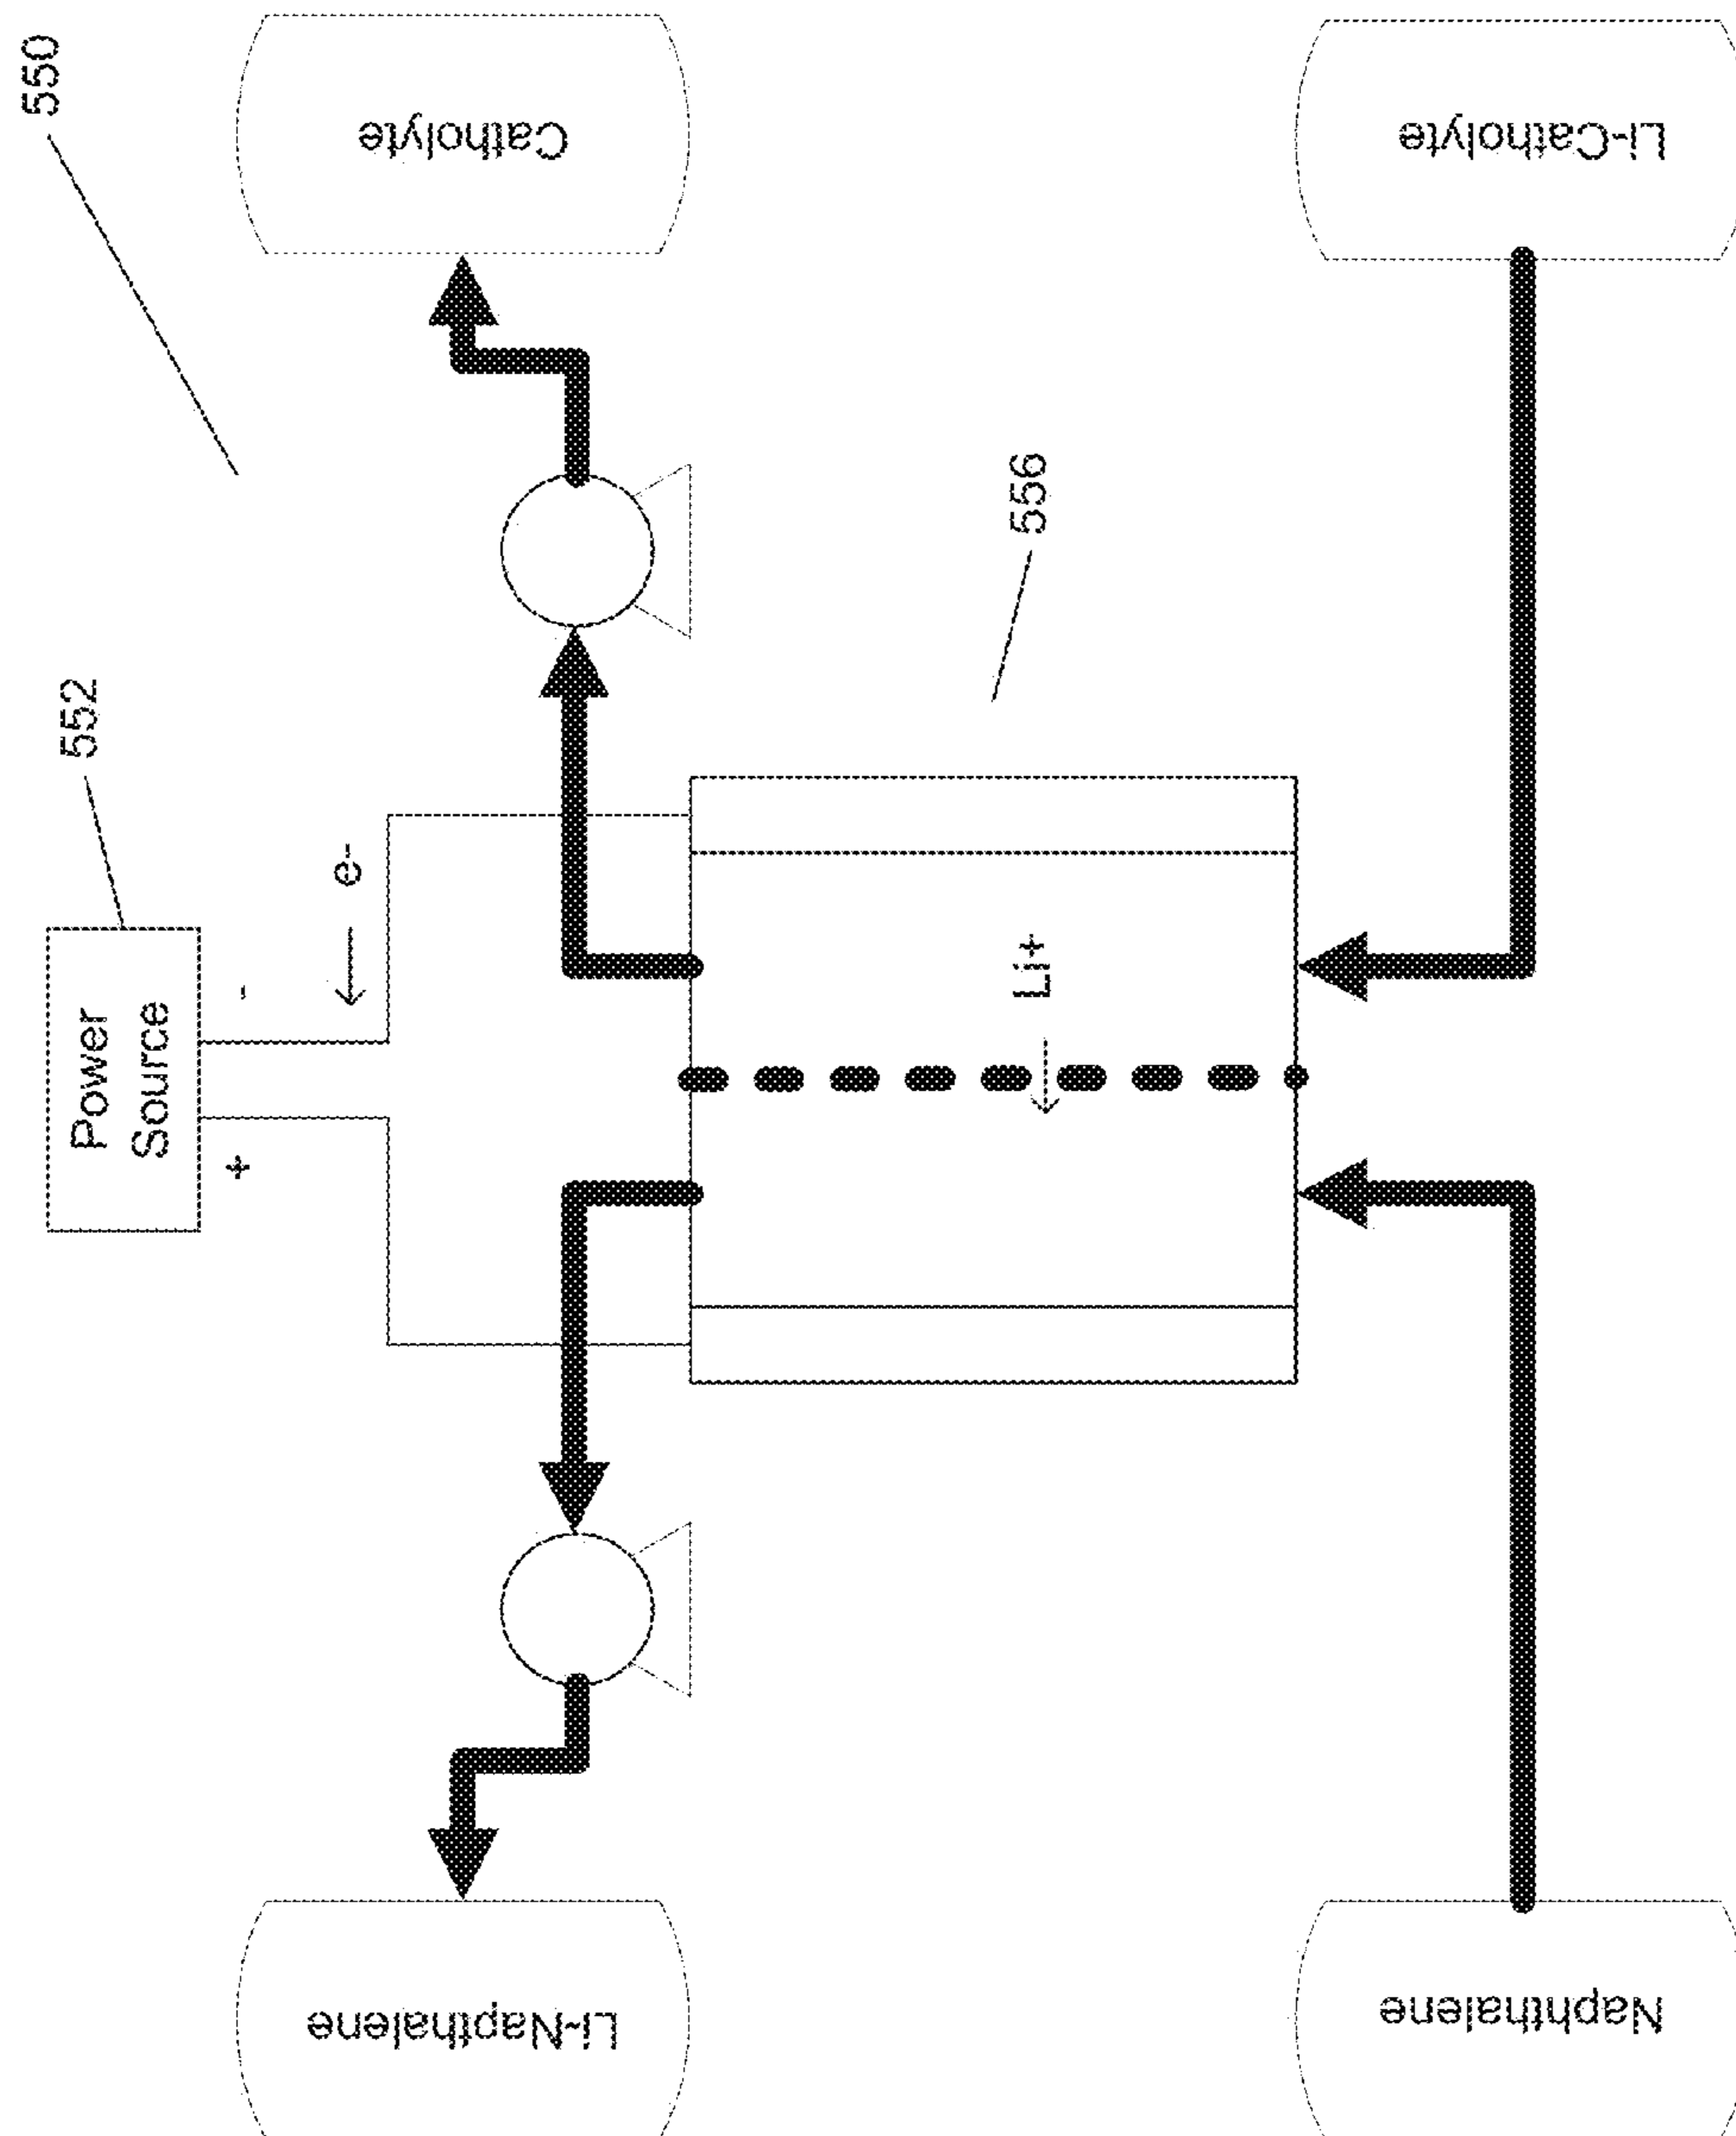 550
552
Power
Source
-
+
e-
Catholyte
Li+
556
Li-Catholyte
Li-Napthalene
Naphthalene